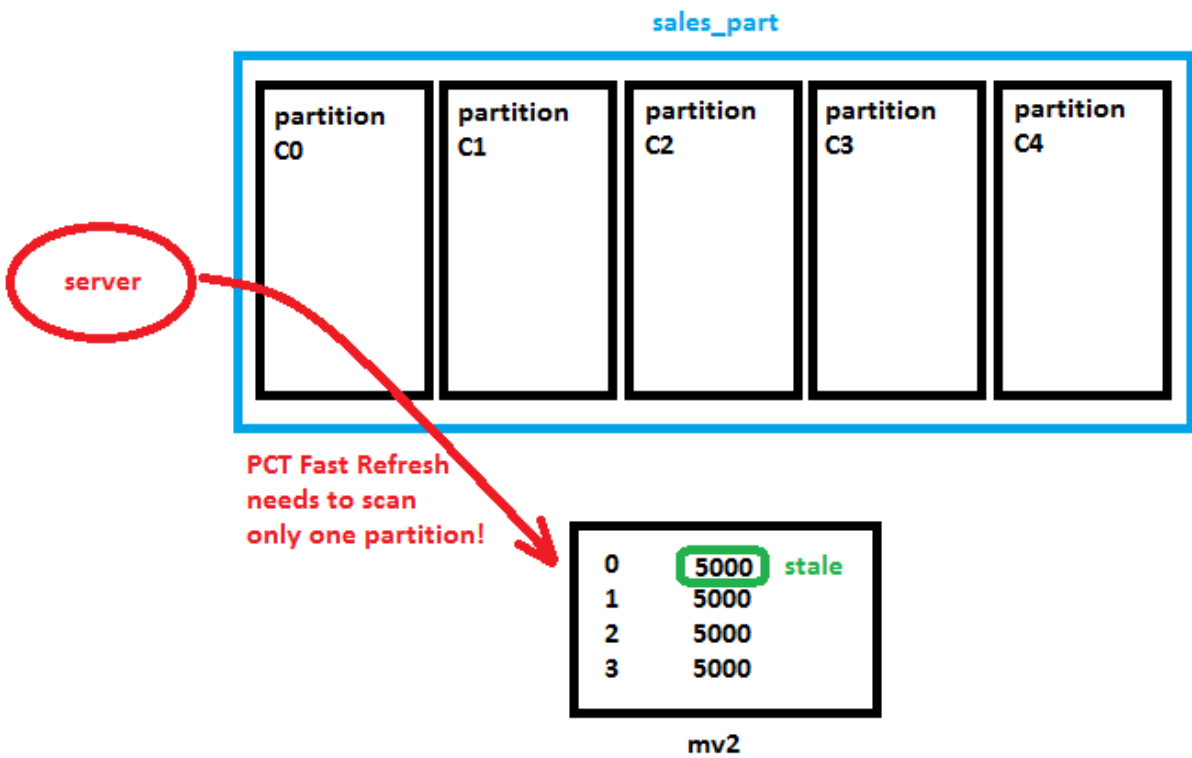 sales_part
partition
C0
partition
C1
partition
C2
partition
C3
partition
C4
server
PCT Fast Refresh
needs to scan
only one partition!
0 5000 stale
1 5000
2 5000
3 5000
mv2